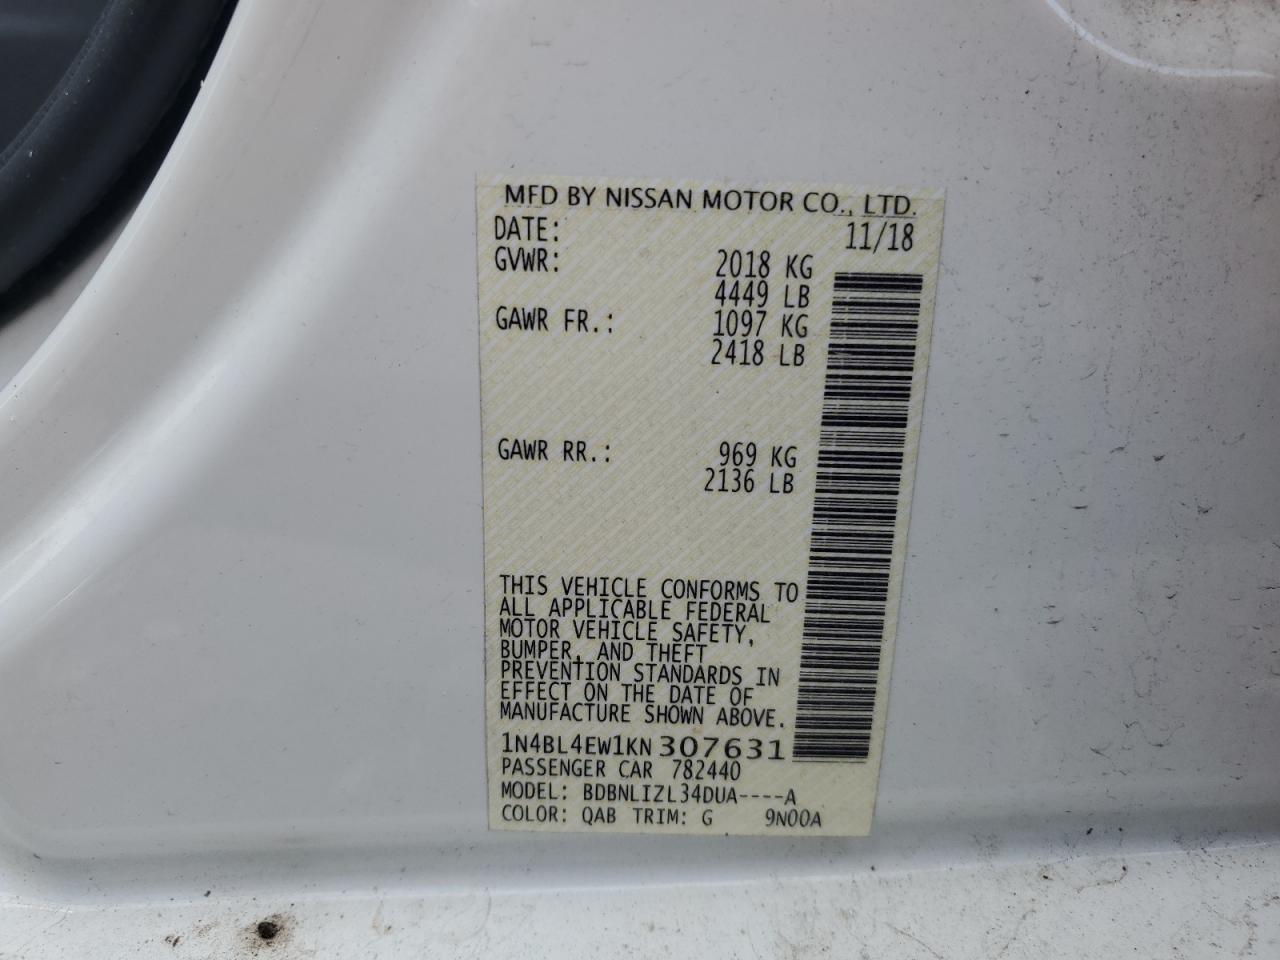 MFD BY NISSAN MOTOR CO., LTD.
DATE: 11/18
GVWR: 2018 KG
4449 LB
GAWR FR.: 1097 KG
2418 LB
GAWR RR.: 969 KG
2136 LB
THIS VEHICLE CONFORMS TO
ALL APPLICABLE FEDERAL
MOTOR VEHICLE SAFETY,
BUMPER, AND THEFT
PREVENTION STANDARDS IN
EFFECT ON THE DATE OF
MANUFACTURE SHOWN ABOVE.
1N4BL4EW1KN307631
PASSENGER CAR 782440
MODEL: BDBNLIZL34DUA----A
COLOR: QAB TRIM: G 9N00A